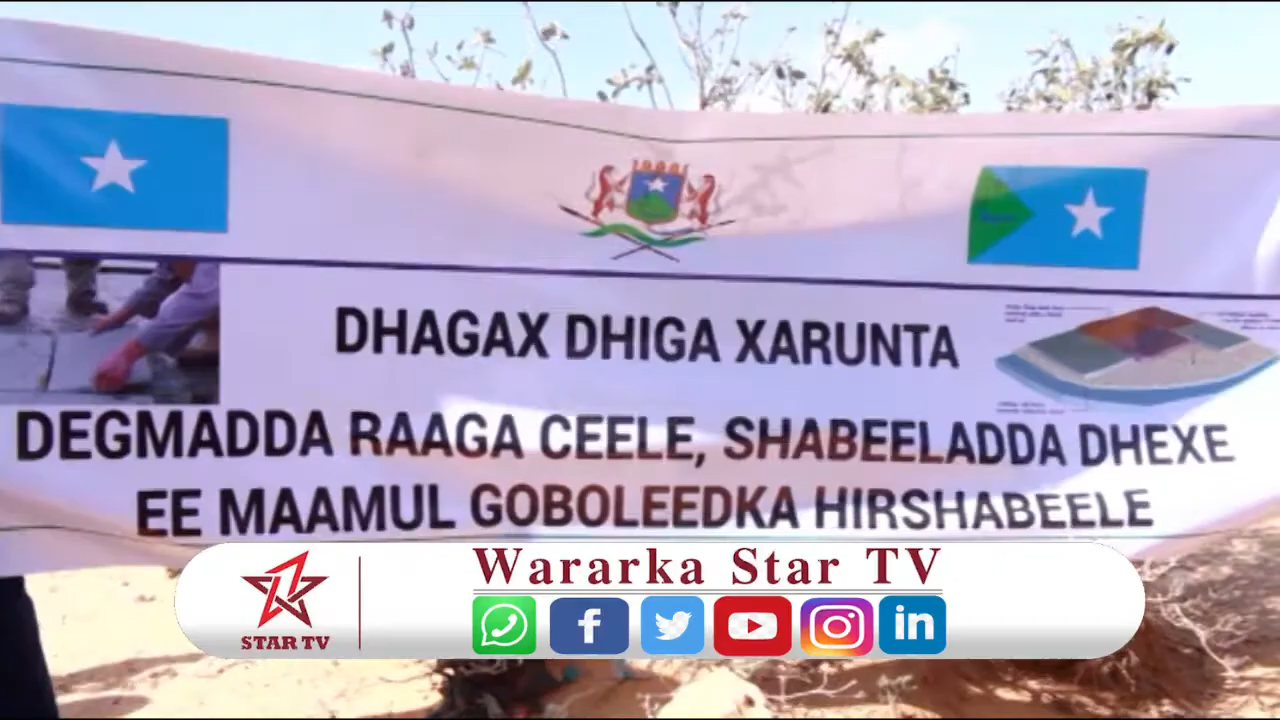 DHAGAX DHIGA XARUNTA
DEGMADDA RAAGA CEELE, SHABEELADDA DHEXE
EE MAAMUL GOBOLEEDKA HIRSHABEELE
Wararka Star TV
STAR TV